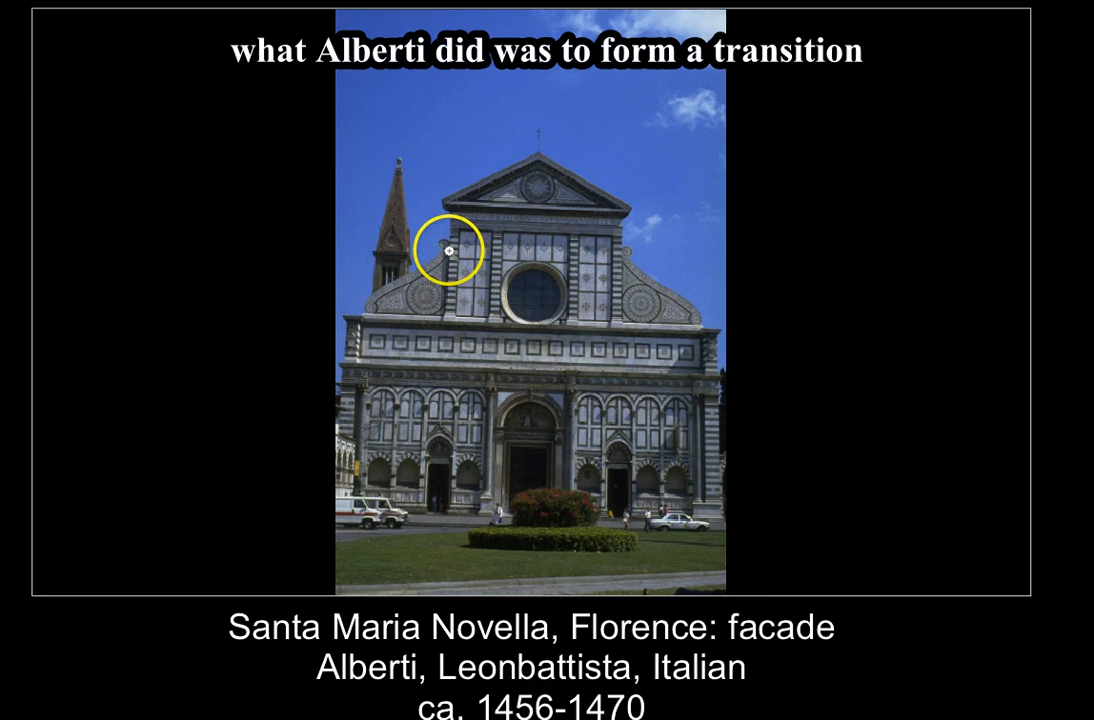 what Alberti did was to form a transition
Santa Maria Novella, Florence: facade
Alberti, Leonbattista, Italian
ca. 1456-1470